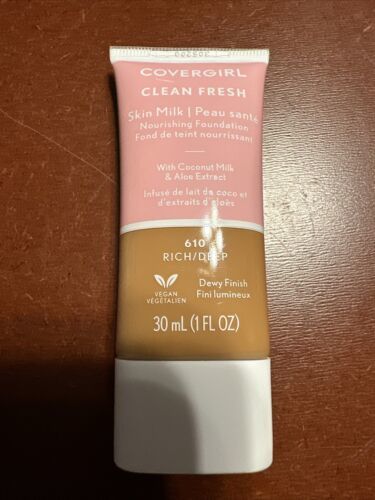 COVERGIRL
CLEAN FRESH
Skin Milk | Peau santé
Nourishing Foundation
Fond de teint nourrissant
With Coconut Milk
& Aloe Extract
Infusé de lait de coco et
d'extraits d'aloès
610
RICH/DEEP
VEGAN
VÉGÉTALIEN
Dewy Finish
Fini lumineux
30 mL (1 FL OZ)